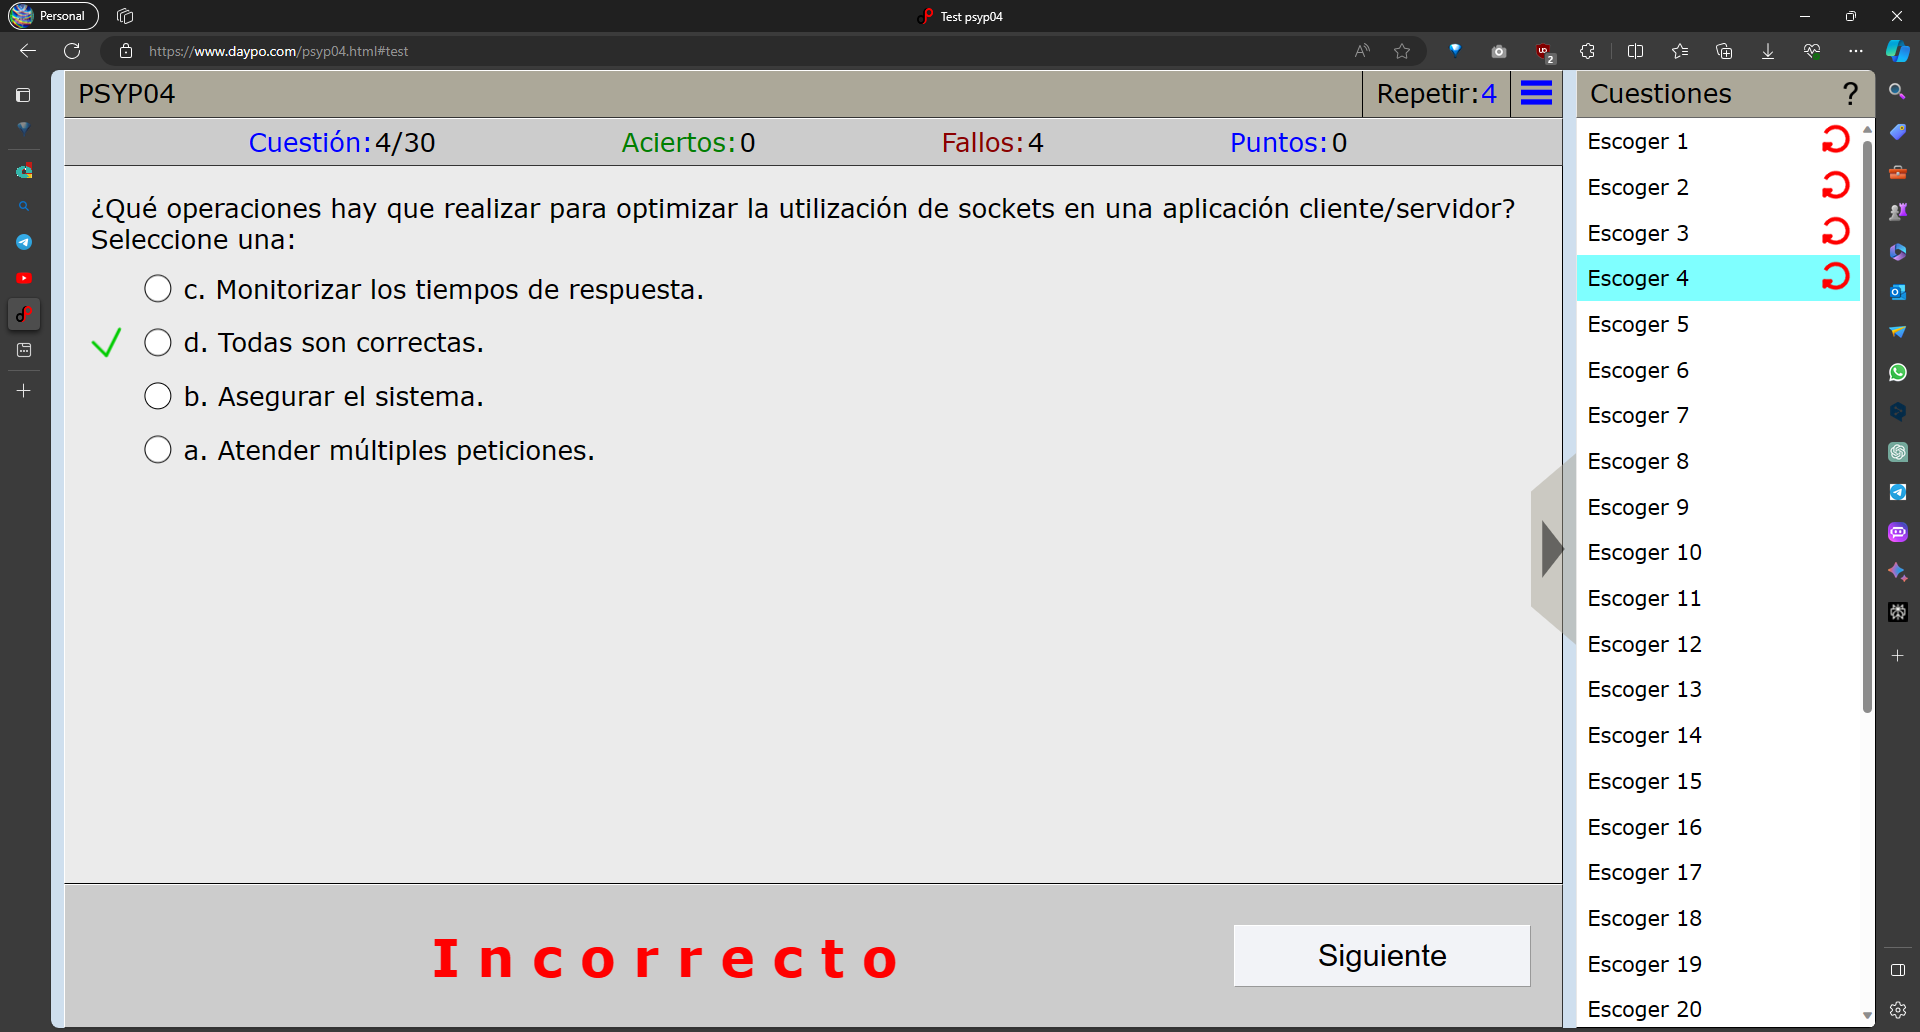 Personal
Test psyp04
https://www.daypo.com/psyp04.html#test
2
PSYP04
Repetir:4
Cuestión:4/30
Aciertos:0
Fallos:4
Puntos:0
¿Qué operaciones hay que realizar para optimizar la utilización de sockets en una aplicación cliente/servidor?
Seleccione una:
c. Monitorizar los tiempos de respuesta.
d. Todas son correctas.
b. Asegurar el sistema.
a. Atender múltiples peticiones.
Incorrecto
Siguiente
Cuestiones ?
Escoger 1
Escoger 2
Escoger 3
Escoger 4
Escoger 5
Escoger 6
Escoger 7
Escoger 8
Escoger 9
Escoger 10
Escoger 11
Escoger 12
Escoger 13
Escoger 14
Escoger 15
Escoger 16
Escoger 17
Escoger 18
Escoger 19
Escoger 20